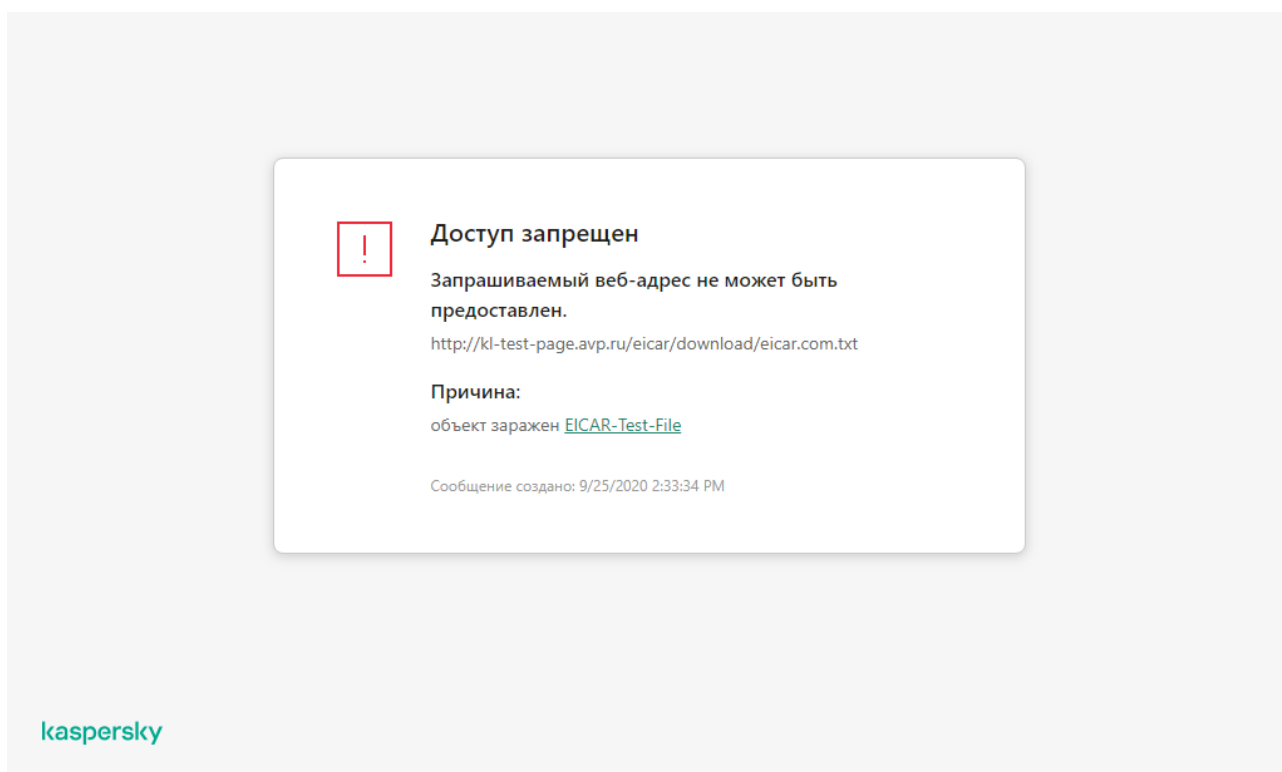 !
Доступ запрещен
Запрашиваемый веб-адрес не может быть
предоставлен.
http://kl-test-page.avp.ru/eicar/download/eicar.com.txt
Причина:
объект заражен EICAR-Test-File
Сообщение создано: 9/25/2020 2:33:34 PM
kaspersky